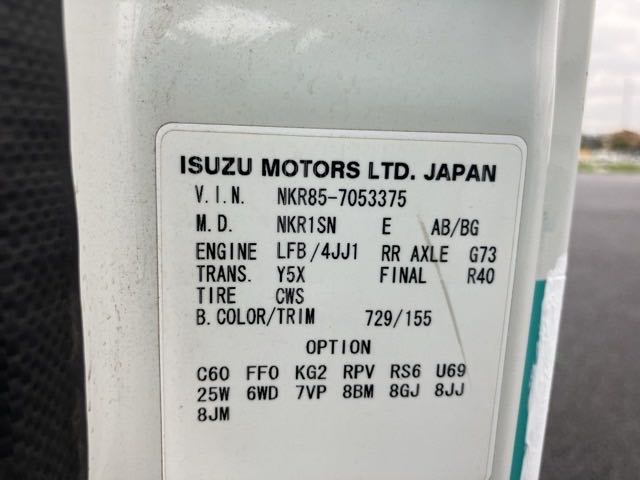 ISUZU MOTORS LTD. JAPAN
V.I.N. NKR85-7053375
M.D. NKR1SN E AB/BG
ENGINE LFB/4JJ1 RR AXLE G73
TRANS. Y5X FINAL R40
TIRE CWS
B.COLOR/TRIM 729/155
OPTION
C60 FF0 KG2 RPV RS6 U69
25W 6WD 7VP 8BM 8GJ 8JJ
8JM